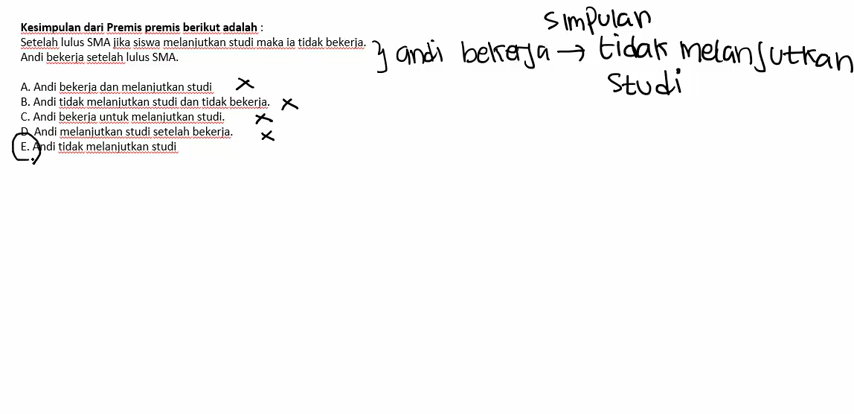 Kesimpulan dari Premis premis berikut adalah :
Setelah lulus SMA jika siswa melanjutkan studi maka ia tidak bekerja.
Andi bekerja setelah lulus SMA.
A. Andi bekerja dan melanjutkan studi
B. Andi tidak melanjutkan studi dan tidak bekerja.
C. Andi bekerja untuk melanjutkan studi.
D. Andi melanjutkan studi setelah bekerja.
E. Andi tidak melanjutkan studi
simpulan
andi bekerja → tidak melanjutkan
studi